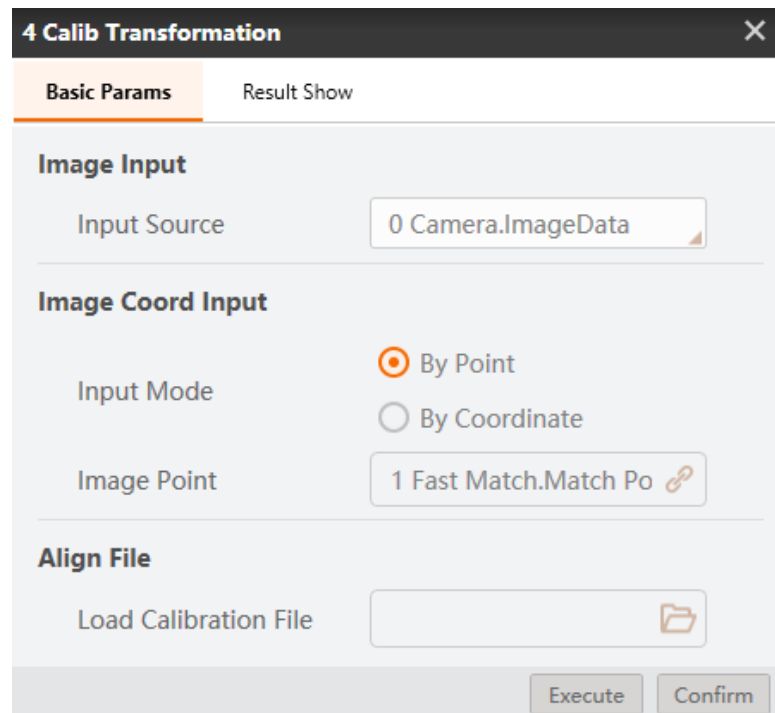 4 Calib Transformation
Basic Params Result Show
Image Input
Input Source 0 Camera.ImageData
Image Coord Input
Input Mode
By Point
By Coordinate
Image Point 1 Fast Match.Match Po
Align File
Load Calibration File
Execute Confirm